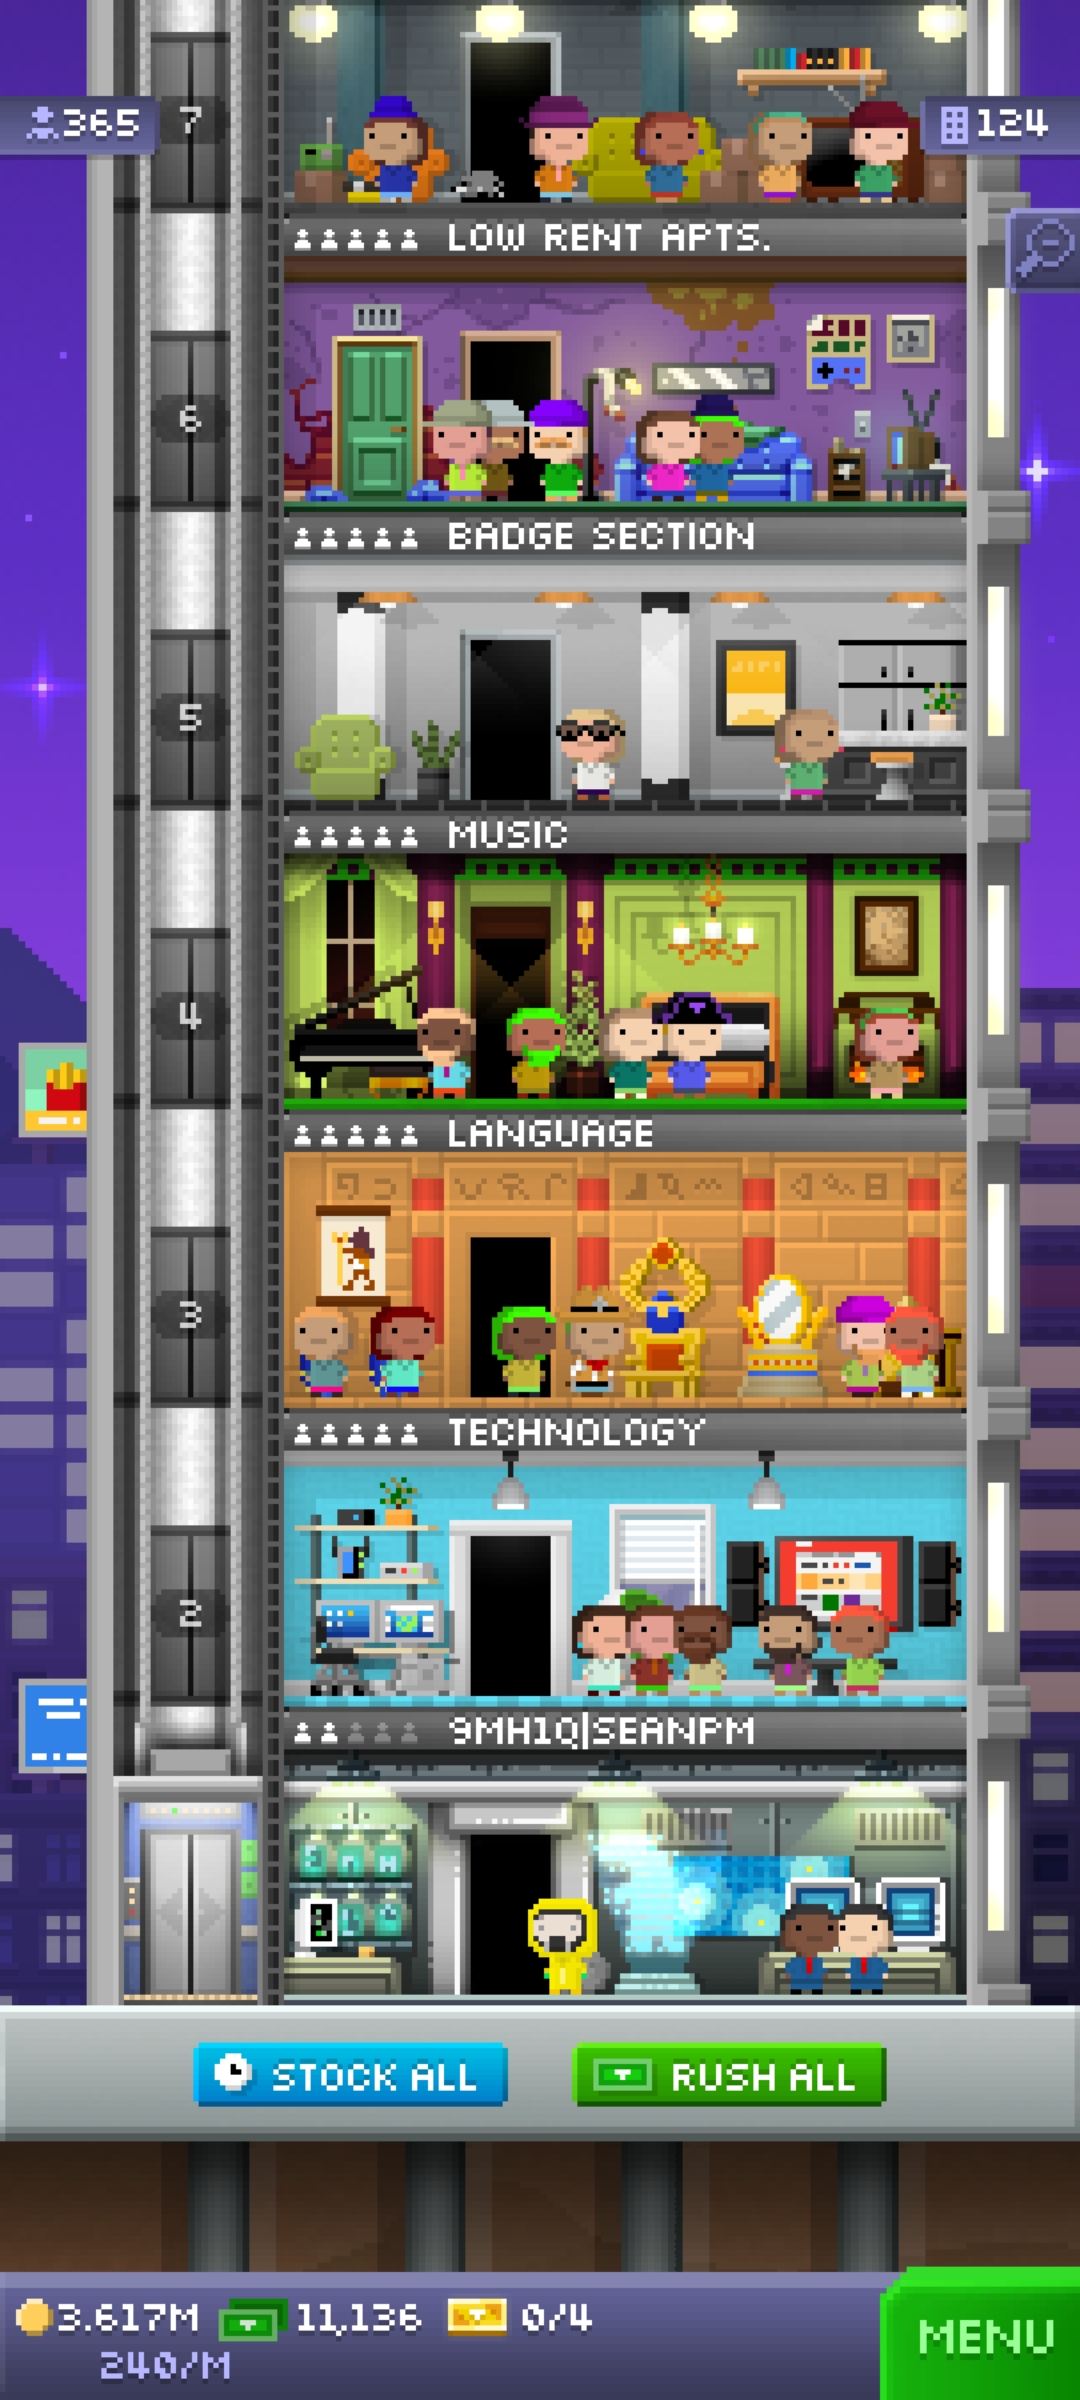 7
365
124
LOW RENT APTS.
6
BADGE SECTION
5
MUSIC
4
LANGUAGE
3
TECHNOLOGY
2
9MH1Q|SEANPM
STOCK ALL
RUSH ALL
3.617M
11,136
0/4
240/M
MENU